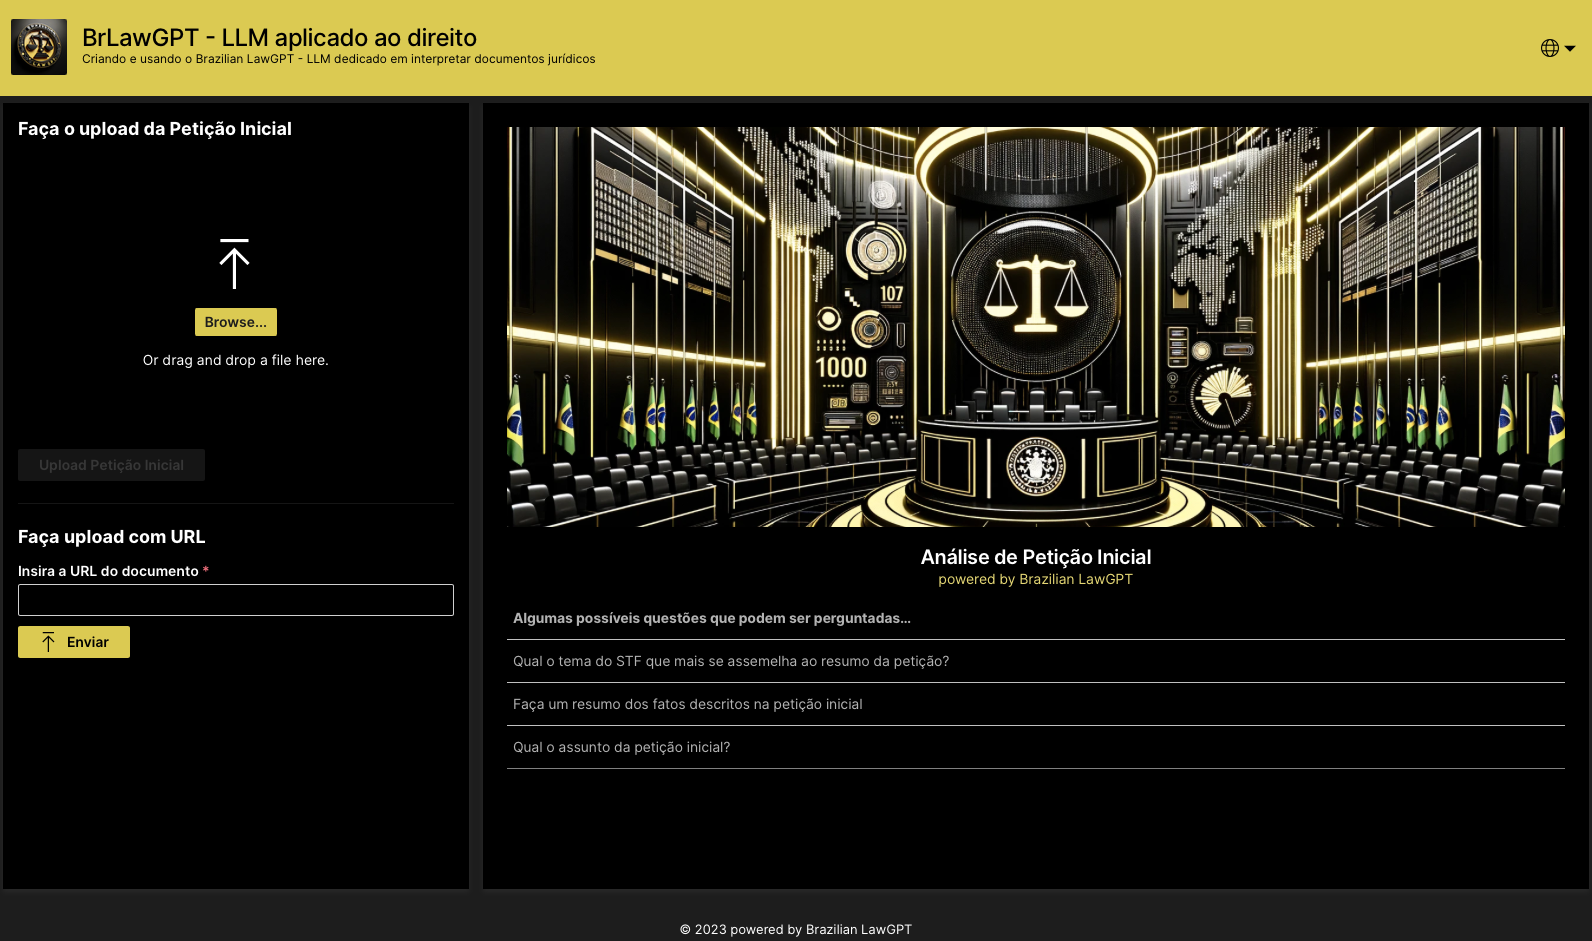 BrLawGPT - LLM aplicado ao direito
Criando e usando o Brazilian LawGPT - LLM dedicado em interpretar documentos jurídicos
Faça o upload da Petição Inicial
Browse...
Or drag and drop a file here.
Upload Petição Inicial
Faça upload com URL
Insira a URL do documento *
Enviar
107
1000
Análise de Petição Inicial
powered by Brazilian LawGPT
Algumas possíveis questões que podem ser perguntadas...
Qual o tema do STF que mais se assemelha ao resumo da petição?
Faça um resumo dos fatos descritos na petição inicial
Qual o assunto da petição inicial?
© 2023 powered by Brazilian LawGPT